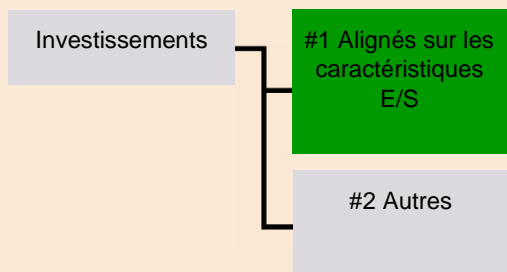 Investissements
#1 Alignés sur les
caractéristiques
E/S
#2 Autres